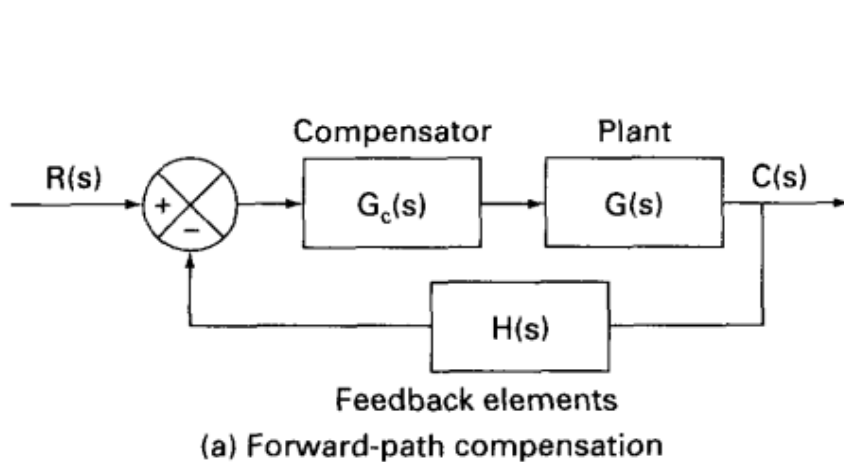 Compensator Plant
R(s) C(s)
+ G_c(s) G(s)
−
H(s)
Feedback elements
(a) Forward-path compensation